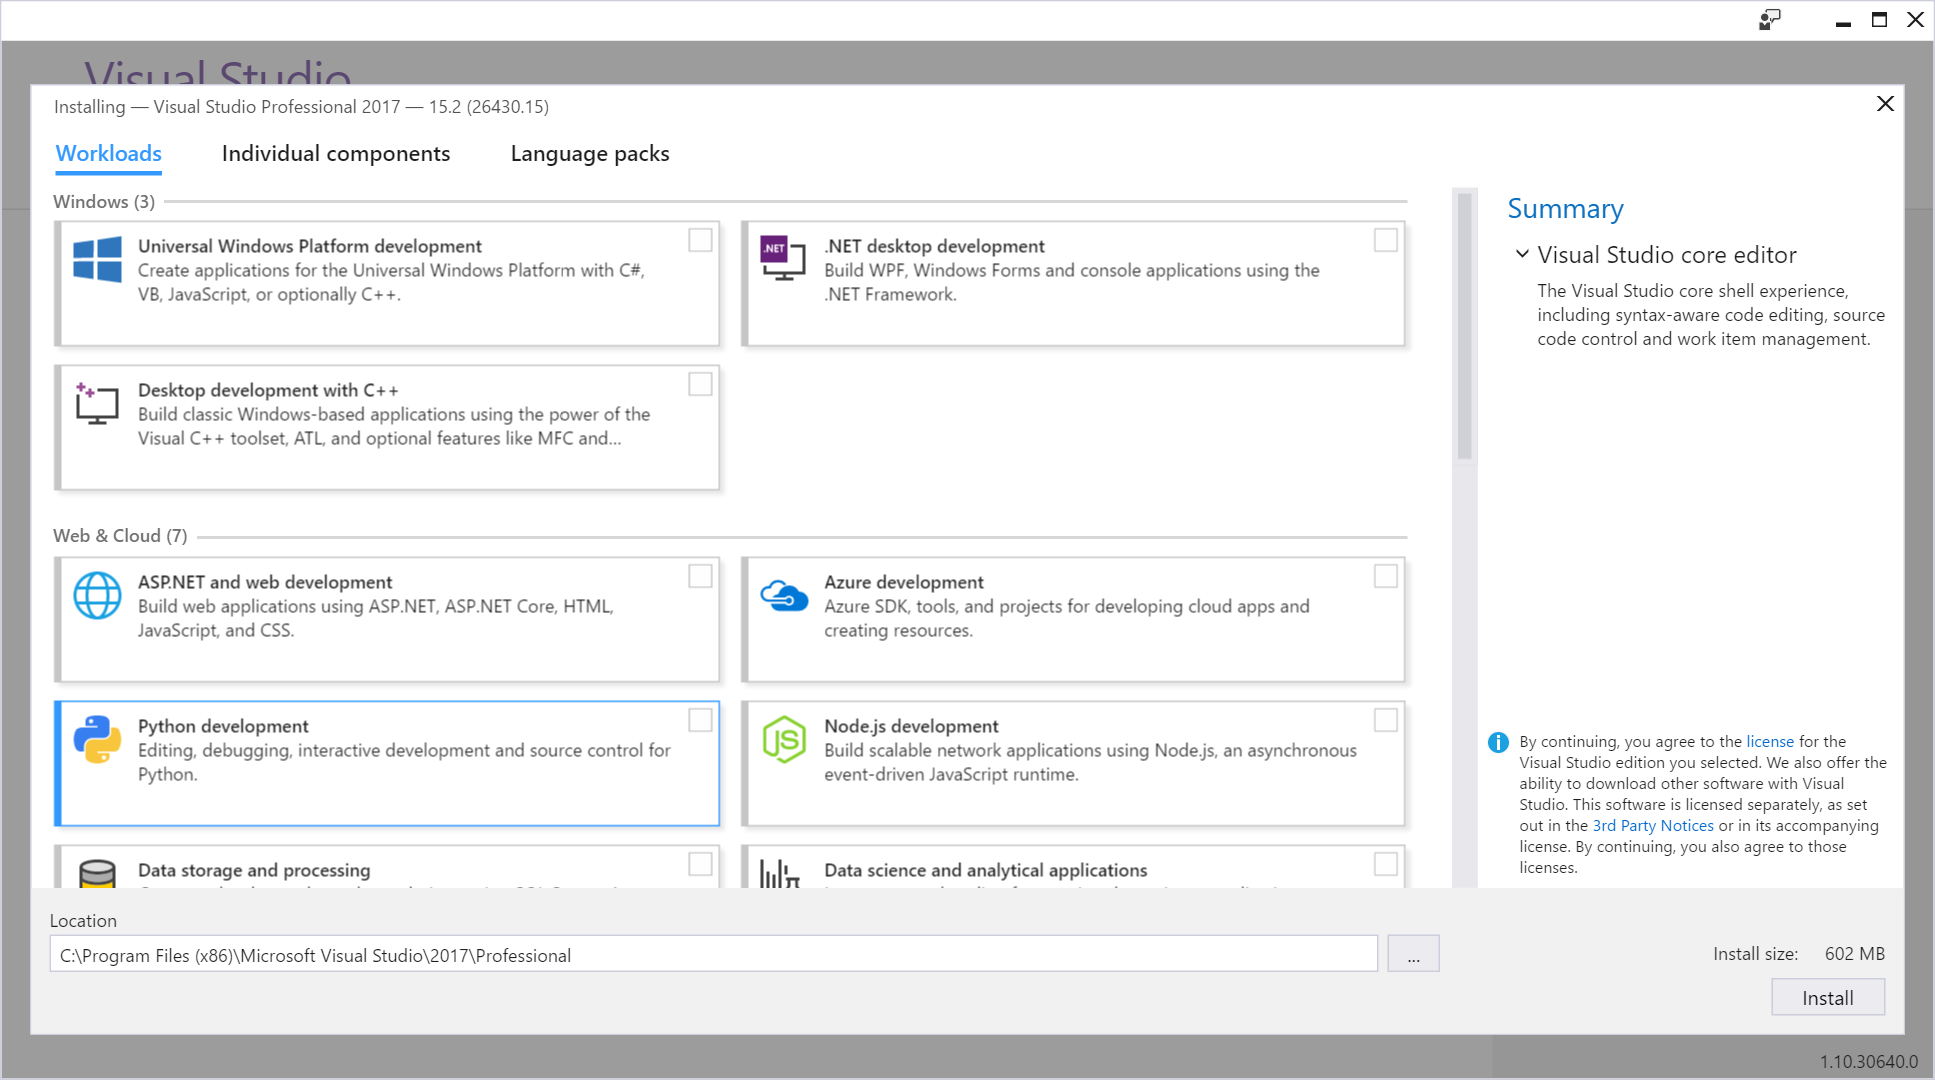 Visual Studio
Installing — Visual Studio Professional 2017 — 15.2 (26430.15)
Workloads
Individual components
Language packs
Windows (3)
Universal Windows Platform development
Create applications for the Universal Windows Platform with C#,
VB, JavaScript, or optionally C++.
.NET
.NET desktop development
Build WPF, Windows Forms and console applications using the
.NET Framework.
Desktop development with C++
Build classic Windows-based applications using the power of the
Visual C++ toolset, ATL, and optional features like MFC and...
Web & Cloud (7)
ASP.NET and web development
Build web applications using ASP.NET, ASP.NET Core, HTML,
JavaScript, and CSS.
Azure development
Azure SDK, tools, and projects for developing cloud apps and
creating resources.
Python development
Editing, debugging, interactive development and source control for
Python.
JS
Node.js development
Build scalable network applications using Node.js, an asynchronous
event-driven JavaScript runtime.
Data storage and processing
Data science and analytical applications
Summary
Visual Studio core editor
The Visual Studio core shell experience,
including syntax-aware code editing, source
code control and work item management.
By continuing, you agree to the license for the
Visual Studio edition you selected. We also offer the
ability to download other software with Visual
Studio. This software is licensed separately, as set
out in the 3rd Party Notices or in its accompanying
license. By continuing, you also agree to those
licenses.
Location
C:\Program Files (x86)\Microsoft Visual Studio\2017\Professional
...
Install size: 602 MB
Install
1.10.30640.0